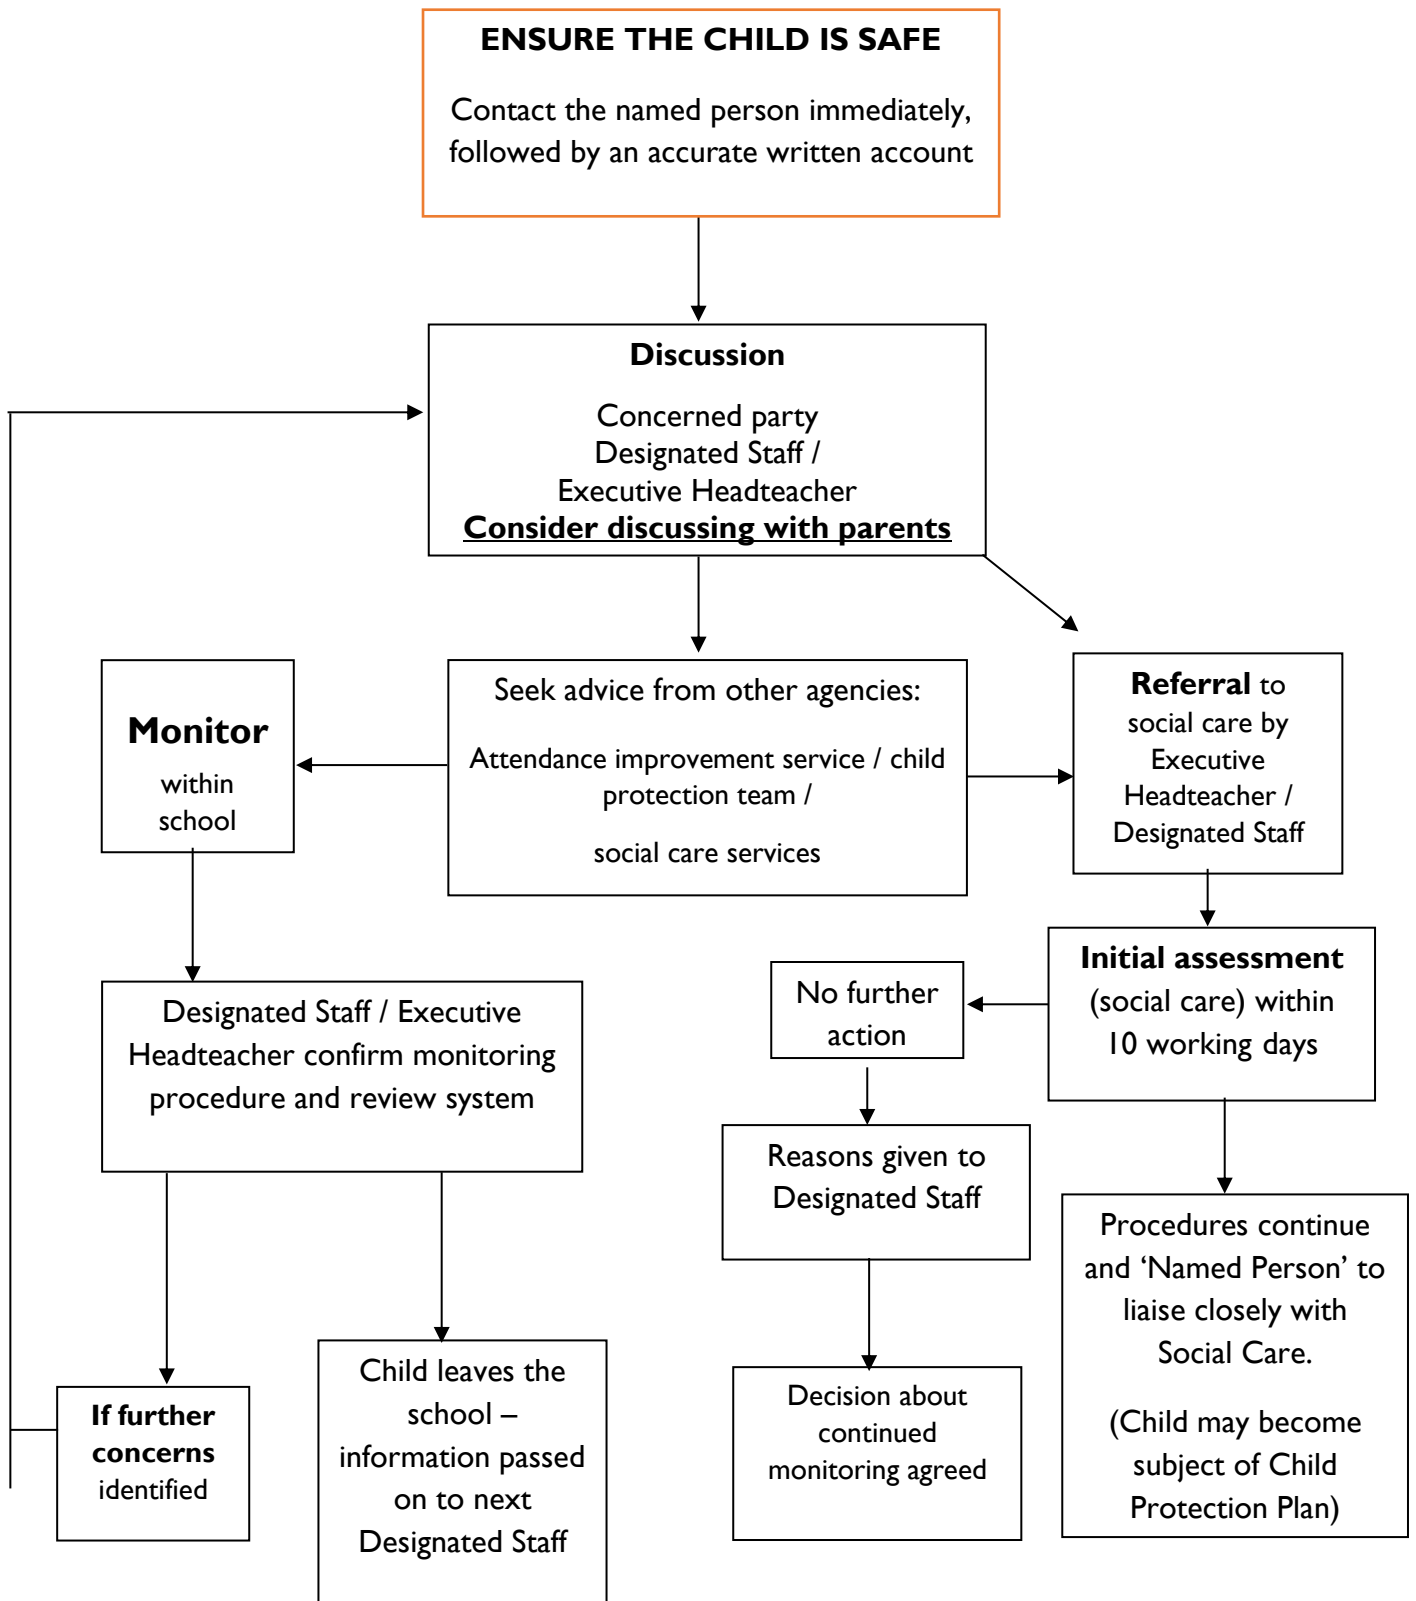 ENSURE THE CHILD IS SAFE
Contact the named person immediately,
followed by an accurate written account
Discussion
Concerned party
Designated Staff /
Executive Headteacher
Consider discussing with parents
Monitor
within
school
Seek advice from other agencies:
Attendance improvement service / child
protection team /
social care services
Referral to
social care by
Executive
Headteacher /
Designated Staff
Initial assessment
(social care) within
10 working days
No further
action
Designated Staff / Executive
Headteacher confirm monitoring
procedure and review system
Reasons given to
Designated Staff
Procedures continue
and ‘Named Person’ to
liaise closely with
Social Care.
(Child may become
subject of Child
Protection Plan)
If further
concerns
identified
Child leaves the
school –
information passed
on to next
Designated Staff
Decision about
continued
monitoring agreed